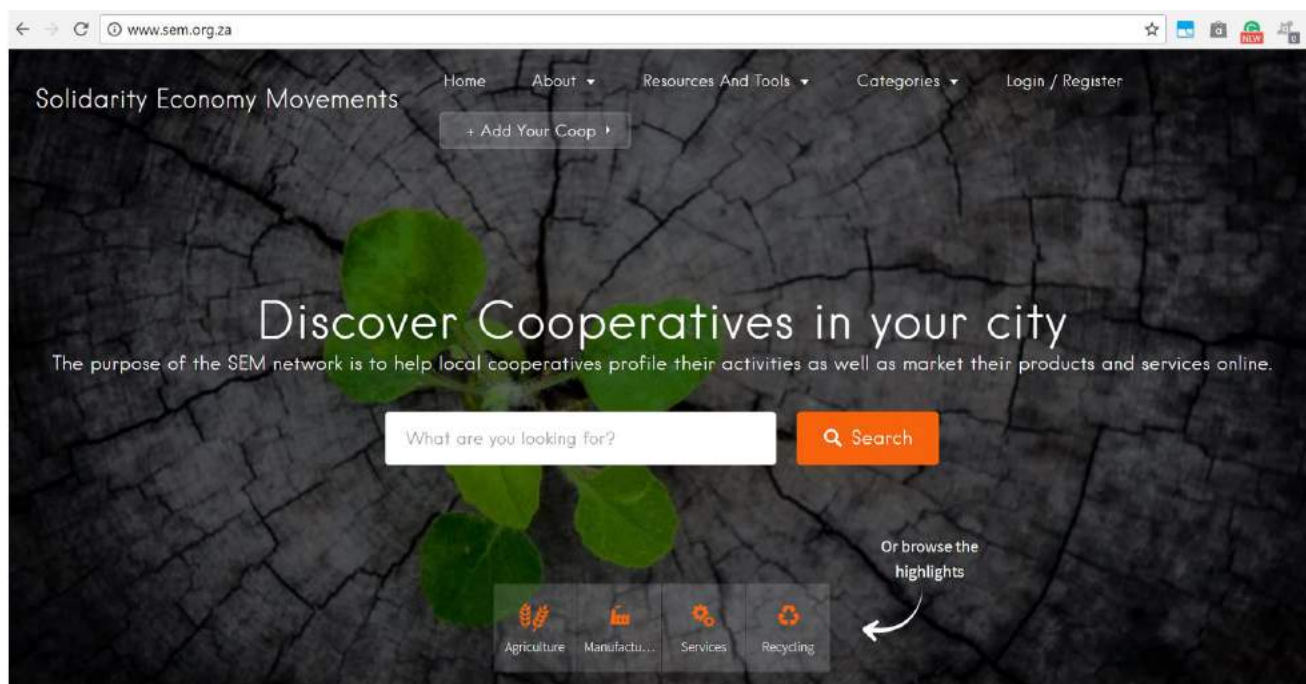 www.sem.org.za
NEW
0
Solidarity Economy Movements
Home About Resources And Tools Categories Login / Register
+ Add Your Coop
Discover Cooperatives in your city
The purpose of the SEM network is to help local cooperatives profile their activities as well as market their products and services online.
What are you looking for?
Search
Or browse the
highlights
Agriculture Manufactu... Services Recycling